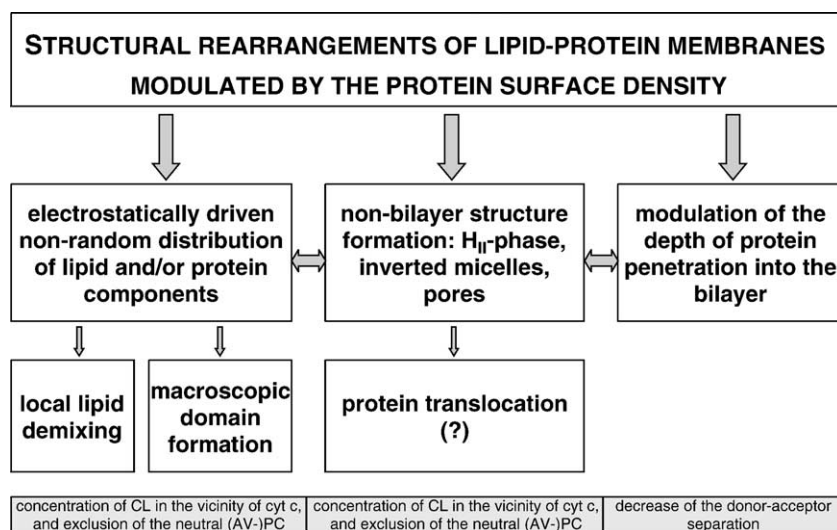 STRUCTURAL REARRANGEMENTS OF LIPID-PROTEIN MEMBRANES
MODULATED BY THE PROTEIN SURFACE DENSITY
electrostatically driven
non-random distribution
of lipid and/or protein
components
non-bilayer structure
formation: HII-phase,
inverted micelles,
pores
modulation of the
depth of protein
penetration into the
bilayer
local lipid
demixing
macroscopic
domain
formation
protein translocation
(?)
concentration of CL in the vicinity of cyt c,
and exclusion of the neutral (AV-)PC
concentration of CL in the vicinity of cyt c,
and exclusion of the neutral (AV-)PC
decrease of the donor-acceptor
separation